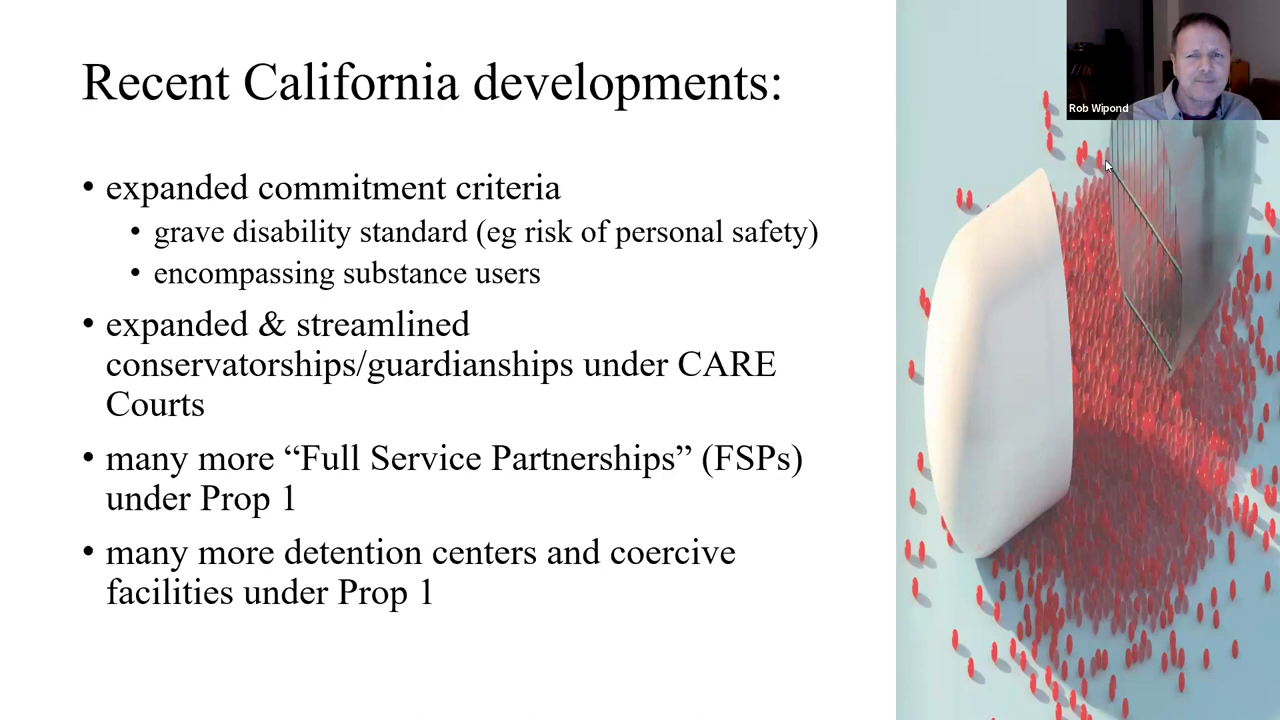 Recent California developments:
• expanded commitment criteria
• grave disability standard (eg risk of personal safety)
• encompassing substance users
• expanded & streamlined
conservatorships/guardianships under CARE
Courts
• many more “Full Service Partnerships” (FSPs)
under Prop 1
• many more detention centers and coercive
facilities under Prop 1
Rob Wipond